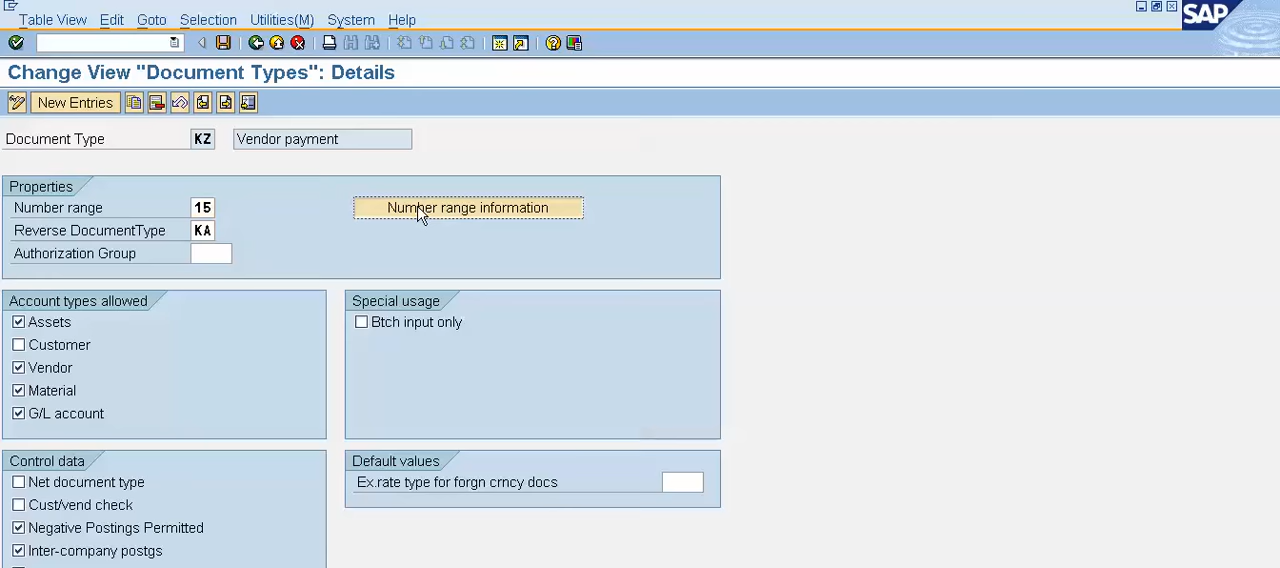 Table View Edit Goto Selection Utilities(M) System Help
SAP
Change View "Document Types": Details
New Entries
Document Type KZ Vendor payment
Properties
Number range 15 Number range information
Reverse DocumentType KA
Authorization Group
Account types allowed Special usage
Assets Btch input only
Customer
Vendor
Material
G/L account
Control data Default values
Net document type Ex.rate type for forgn crncy docs
Cust/vend check
Negative Postings Permitted
Inter-company postgs